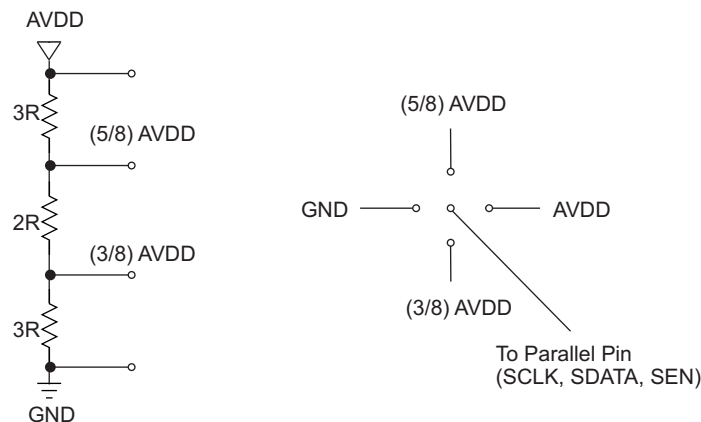 AVDD
3R
(5/8) AVDD
2R
(3/8) AVDD
3R
GND
(5/8) AVDD
GND
AVDD
(3/8) AVDD
To Parallel Pin
(SCLK, SDATA, SEN)